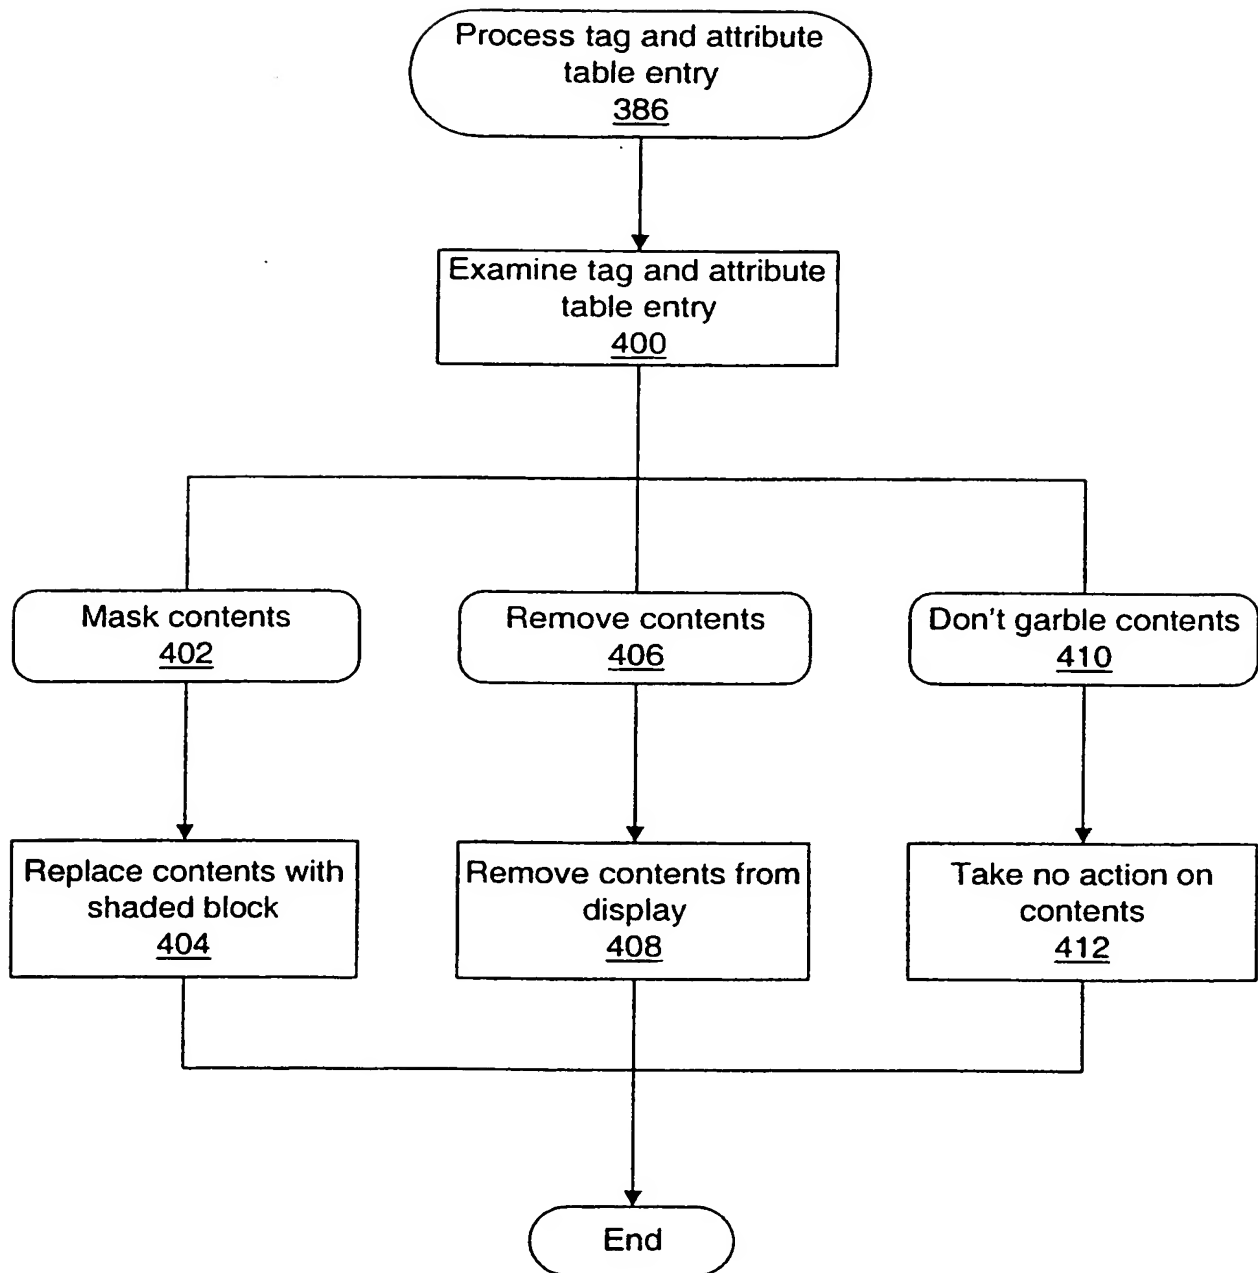 Process tag and attribute
table entry
386
Examine tag and attribute
table entry
400
Mask contents
402
Remove contents
406
Don't garble contents
410
Replace contents with
shaded block
404
Remove contents from
display
408
Take no action on
contents
412
End